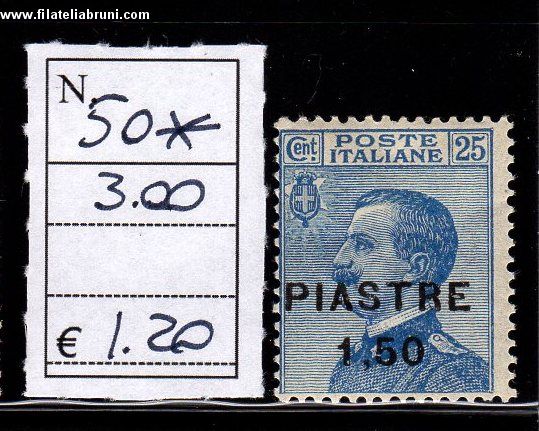 www.filateliabruni.com
N.
50*
3.00
€ 1.20
POSTE
Cent. ITALIANE 25
PIASTRE
1,50